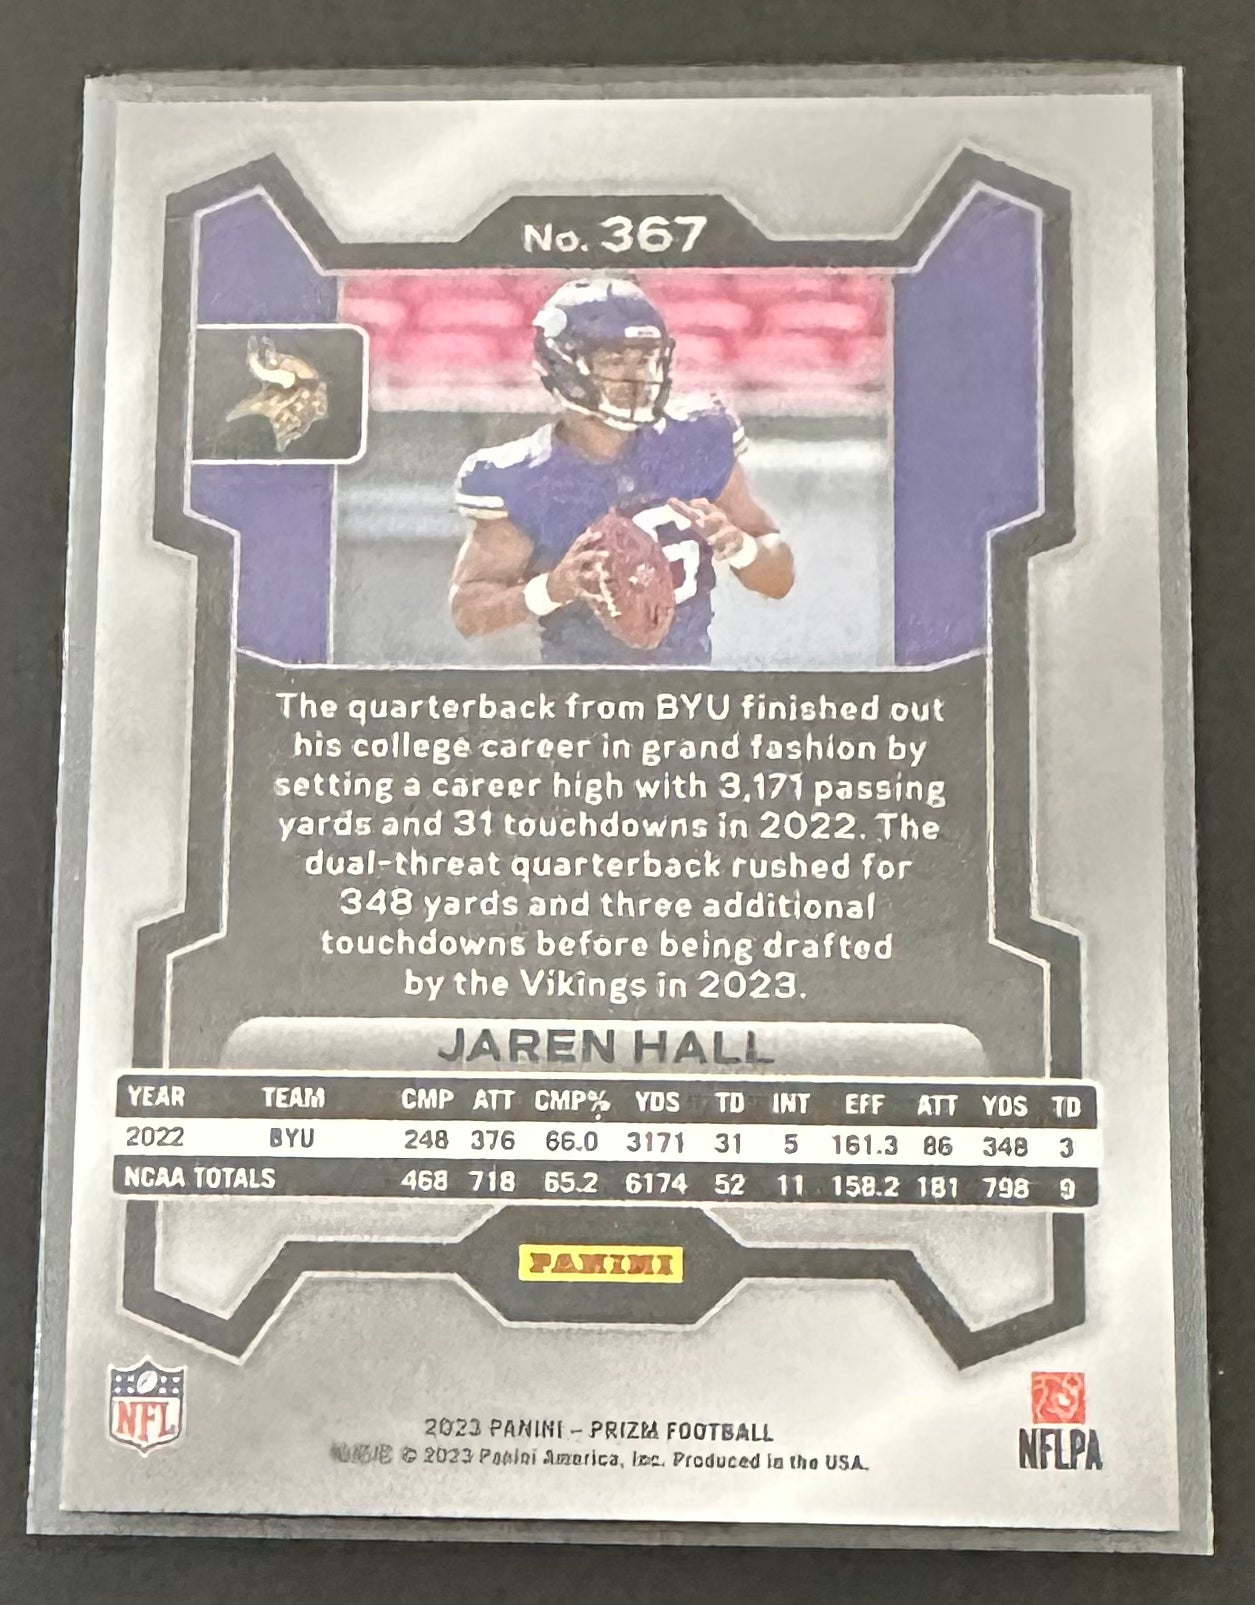 No. 367
The quarterback from BYU finished out
his college career in grand fashion by
setting a career high with 3,171 passing
yards and 31 touchdowns in 2022. The
dual-threat quarterback rushed for
348 yards and three additional
touchdowns before being drafted
by the Vikings in 2023.
JAREN HALL
YEAR TEAM CMP ATT CMP% YDS TD INT EFF ATT YDS TD
2022 BYU 248 376 66.0 3171 31 5 161.3 86 348 3
NCAA TOTALS 468 718 65.2 6174 52 11 158.2 181 798 9
PANINI
NFL
2023 PANINI – PRIZM FOOTBALL
© 2023 Panini America, Inc. Produced in the USA.
NFLPA